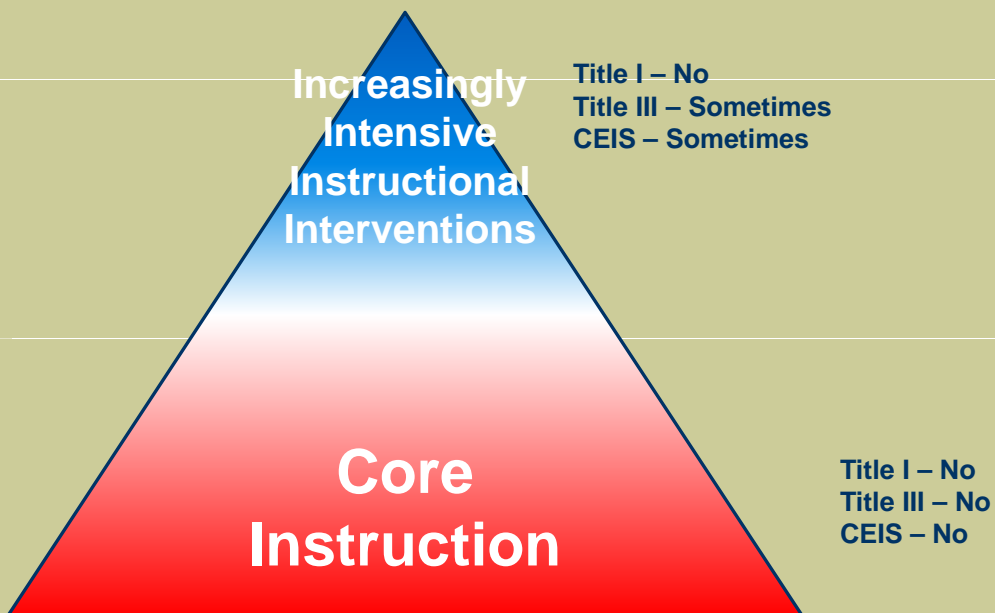 Increasingly
Intensive
Instructional
Interventions
Title I – No
Title III – Sometimes
CEIS – Sometimes
Core
Instruction
Title I – No
Title III – No
CEIS – No